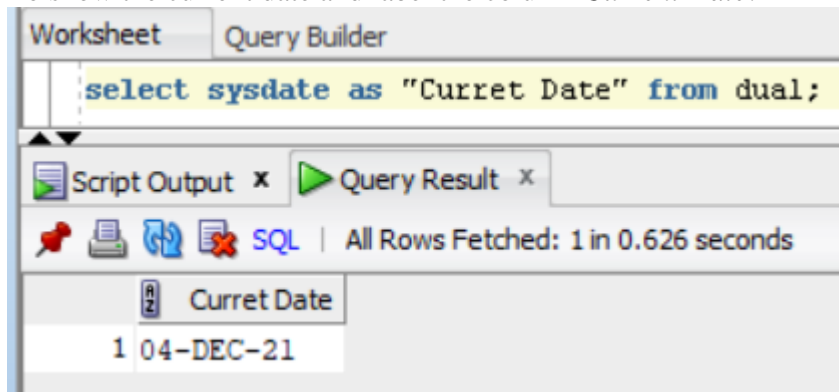 Worksheet Query Builder
select sysdate as "Curret Date" from dual;
Script Output x Query Result x
SQL | All Rows Fetched: 1 in 0.626 seconds
Curret Date
1 04-DEC-21